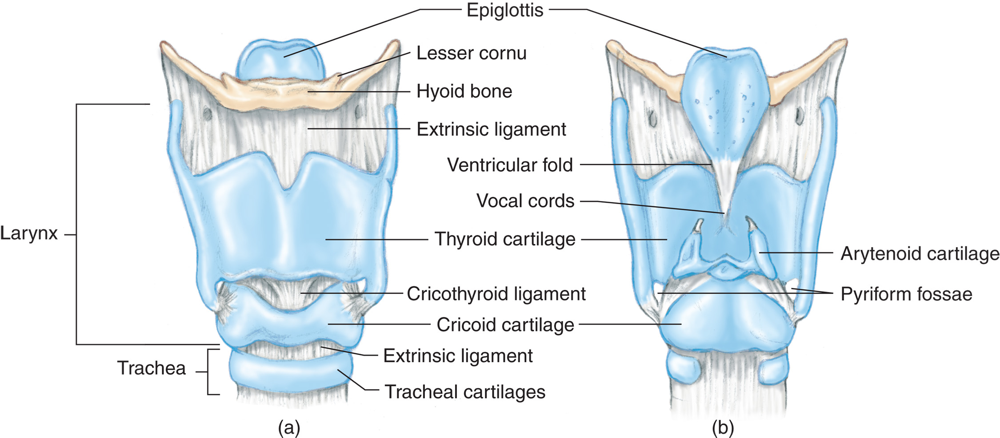 Epiglottis
Lesser cornu
Hyoid bone
Extrinsic ligament
Ventricular fold
Vocal cords
Larynx
Thyroid cartilage
Arytenoid cartilage
Cricothyroid ligament
Pyriform fossae
Cricoid cartilage
Extrinsic ligament
Trachea
Tracheal cartilages
(a)
(b)